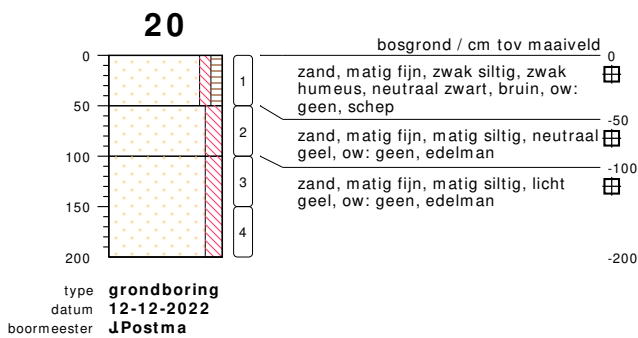 20
bosgrond / cm tov maaiveld
0
0
zand, matig fijn, zwak siltig, zwak
humeus, neutraal zwart, bruin, ow:
geen, schep
1
50
-50
zand, matig fijn, matig siltig, neutraal
geel, ow: geen, edelman
2
100
-100
zand, matig fijn, matig siltig, licht
geel, ow: geen, edelman
3
150
4
200
-200
type grondboring
datum 12-12-2022
boormeester J.Postma